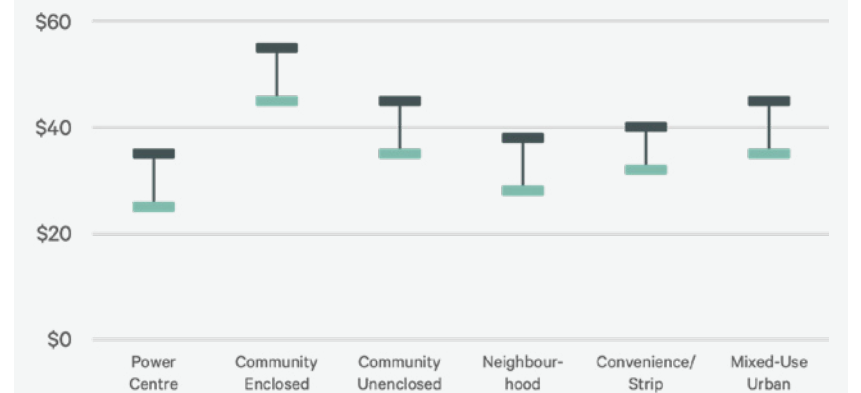 $60
$40
$20
$0
Power
Centre
Community
Enclosed
Community
Unenclosed
Neighbour-
hood
Convenience/
Strip
Mixed-Use
Urban